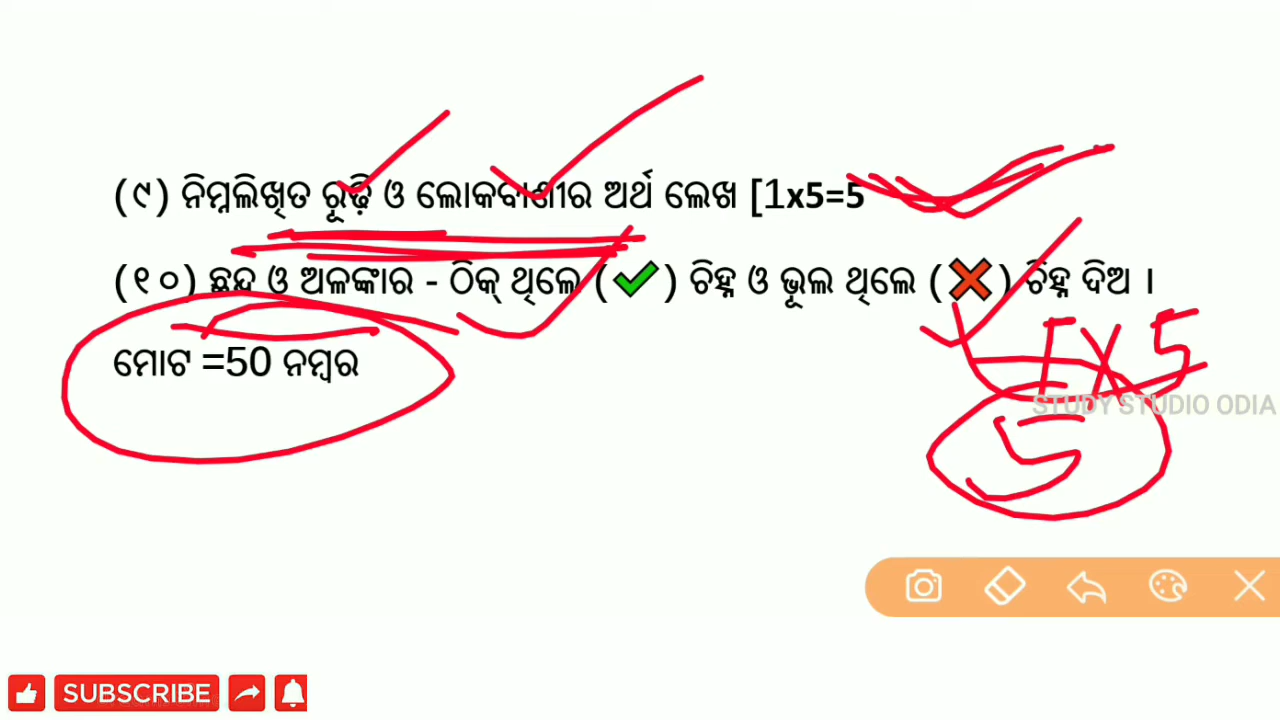 (୯) ନିମ୍ନଲିଖିତ ରୂଢ଼ି ଓ ଲୋକବାଣୀର ଅର୍ଥ ଲେଖ [1x5=5
(୧୦) ଛନ୍ଦ ଓ ଅଳଙ୍କାର - ଠିକ୍ ଥିଲେ (✔) ଚିହ୍ନ ଓ ଭୂଲ ଥିଲେ (❌) ଚିହ୍ନ ଦିଅ ।
1x5
ମୋଟ =50 ନମ୍ବର
STUDY STUDIO ODIA
5
SUBSCRIBE